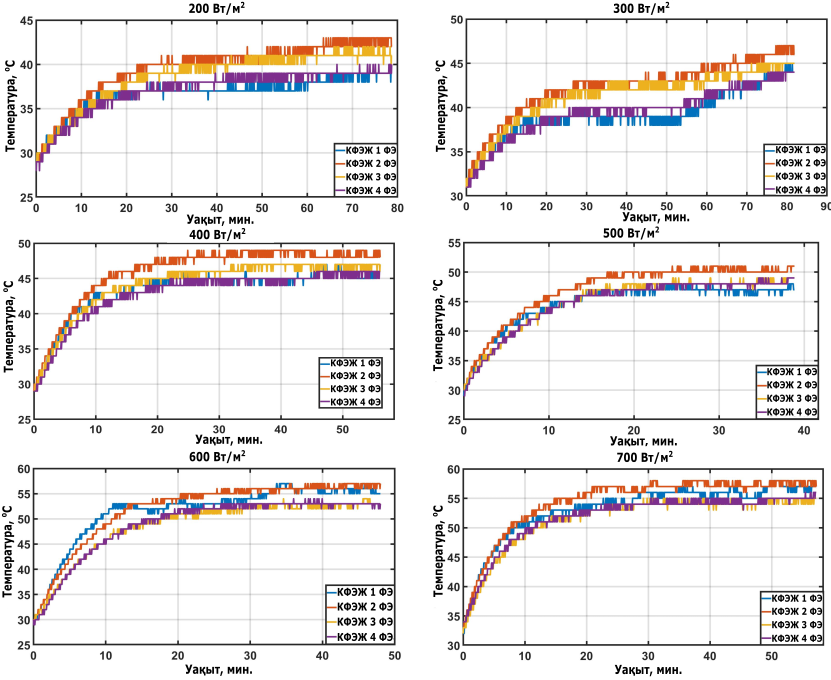 200 Вт/м²
45
40
35
30
25
Температура, °С
0 10 20 30 40 50 60 70 80
Уақыт, мин.
КФЭЖ 1 ФЭ
КФЭЖ 2 ФЭ
КФЭЖ 3 ФЭ
КФЭЖ 4 ФЭ
300 Вт/м²
50
45
40
35
30
Температура, °С
0 10 20 30 40 50 60 70 80 90
Уақыт, мин.
КФЭЖ 1 ФЭ
КФЭЖ 2 ФЭ
КФЭЖ 3 ФЭ
КФЭЖ 4 ФЭ
400 Вт/м²
50
45
40
35
30
25
Температура, °С
0 10 20 30 40 50
Уақыт, мин.
КФЭЖ 1 ФЭ
КФЭЖ 2 ФЭ
КФЭЖ 3 ФЭ
КФЭЖ 4 ФЭ
500 Вт/м²
55
50
45
40
35
30
25
Температура, °С
0 10 20 30 40
Уақыт, мин.
КФЭЖ 1 ФЭ
КФЭЖ 2 ФЭ
КФЭЖ 3 ФЭ
КФЭЖ 4 ФЭ
600 Вт/м²
60
55
50
45
40
35
30
25
Температура, °С
0 10 20 30 40 50
Уақыт, мин.
КФЭЖ 1 ФЭ
КФЭЖ 2 ФЭ
КФЭЖ 3 ФЭ
КФЭЖ 4 ФЭ
700 Вт/м²
60
55
50
45
40
35
30
Температура, °С
0 10 20 30 40 50
Уақыт, мин.
КФЭЖ 1 ФЭ
КФЭЖ 2 ФЭ
КФЭЖ 3 ФЭ
КФЭЖ 4 ФЭ